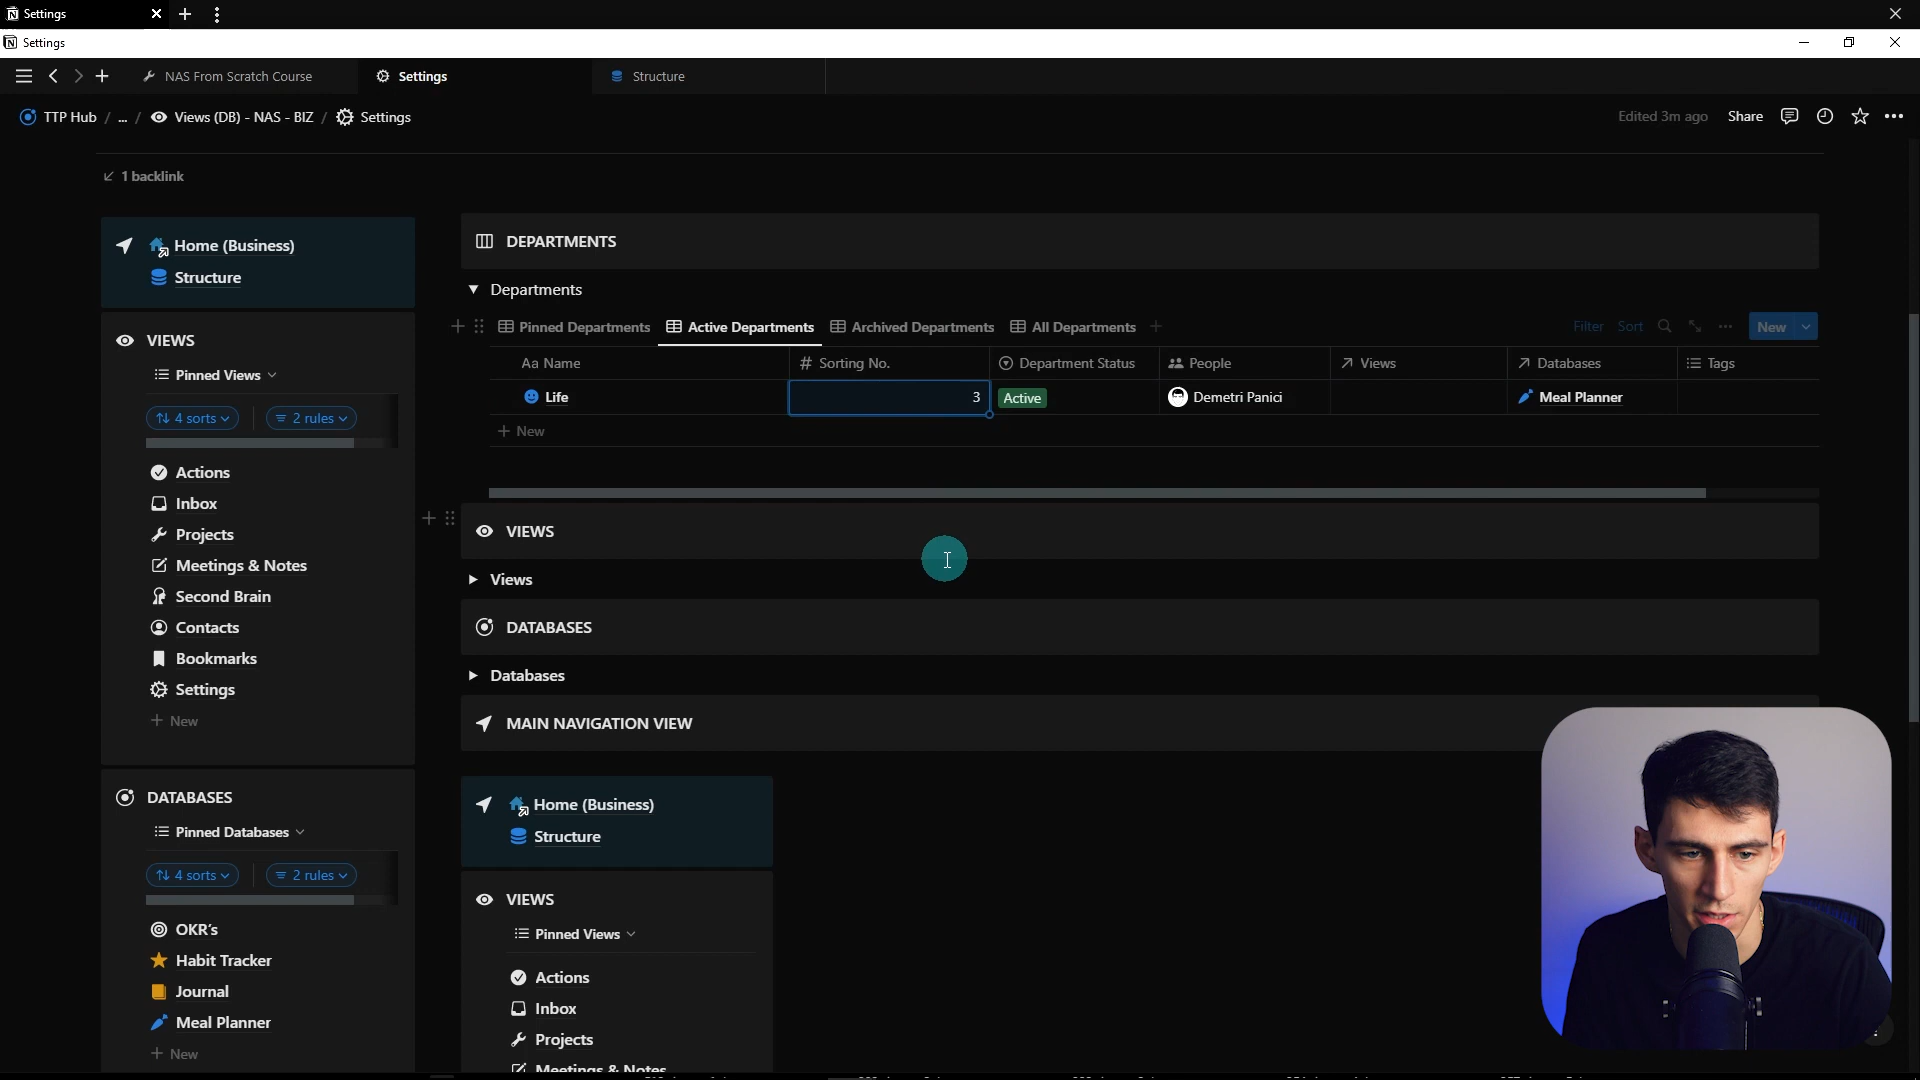 Settings
Settings
NAS From Scratch Course
Settings
Structure
TTP Hub / ... / Views (DB) - NAS - BIZ / Settings
Edited 3m ago
Share
1 backlink
Home (Business)
Structure
VIEWS
Pinned Views
4 sorts
2 rules
Actions
Inbox
Projects
Meetings & Notes
Second Brain
Contacts
Bookmarks
Settings
New
DATABASES
Pinned Databases
4 sorts
2 rules
OKR's
Habit Tracker
Journal
Meal Planner
New
DEPARTMENTS
Departments
Pinned Departments
Active Departments
Archived Departments
All Departments
Filter
Sort
New
Aa Name
# Sorting No.
Department Status
People
Views
Databases
Tags
Life
3
Active
Demetri Panici
Meal Planner
New
VIEWS
Views
DATABASES
Databases
MAIN NAVIGATION VIEW
Home (Business)
Structure
VIEWS
Pinned Views
Actions
Inbox
Projects
Meetings & Notes